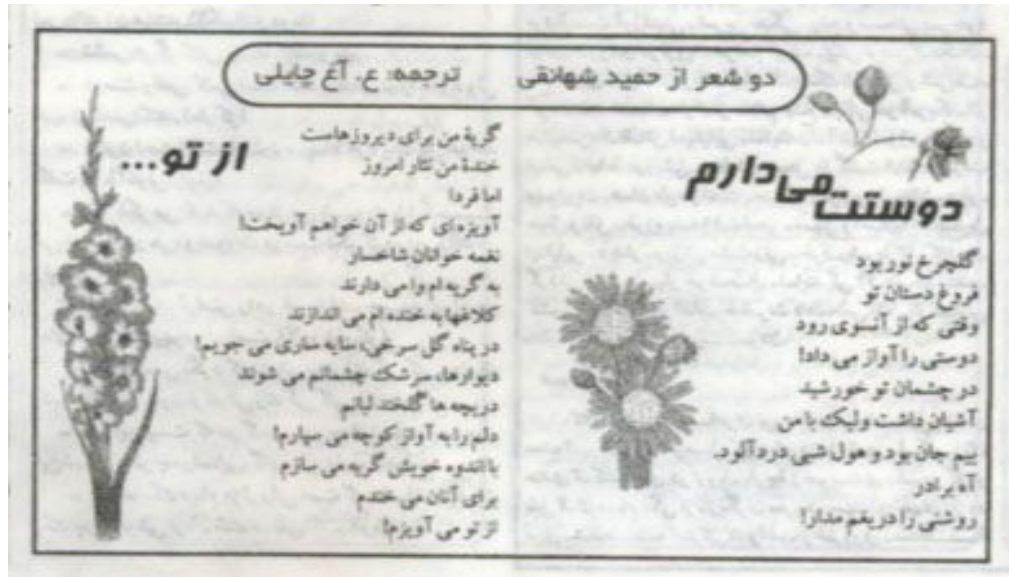 دو شعر از حمید شهانقی
ترجمه: ع. آغ چایلی
دوستت می‌دارم
گلچرخ نور بود
فروغ دستان تو
وقتی که از آنسوی رود
دوستی را آواز می داد!
در چشمان تو خورشید
آشیان داشت ولیک با من
بیم جان بود و هول شبی دردآلود.
آه برادر
روشنی را دریغم مدار!
از تو...
گریهٔ من برای دیروزهاست
خندهٔ من نثار امروز
اما فردا
آویزه‌ای که از آن خواهم آویخت!
نغمه خوانان شاخسار
به گریه ام وا می دارند
کلاغها به خنده ام می اندازند
در پناه گل سرخی، سایه ساری می جویم!
دیوارها، سرشک چشمانم می شوند
دریچه ها گلخند لبانم
دلم را به آواز کوچه می سپارم!
با اندوه خویش گریه می سازم
برای آنان می خندم
از تو می آویزم!